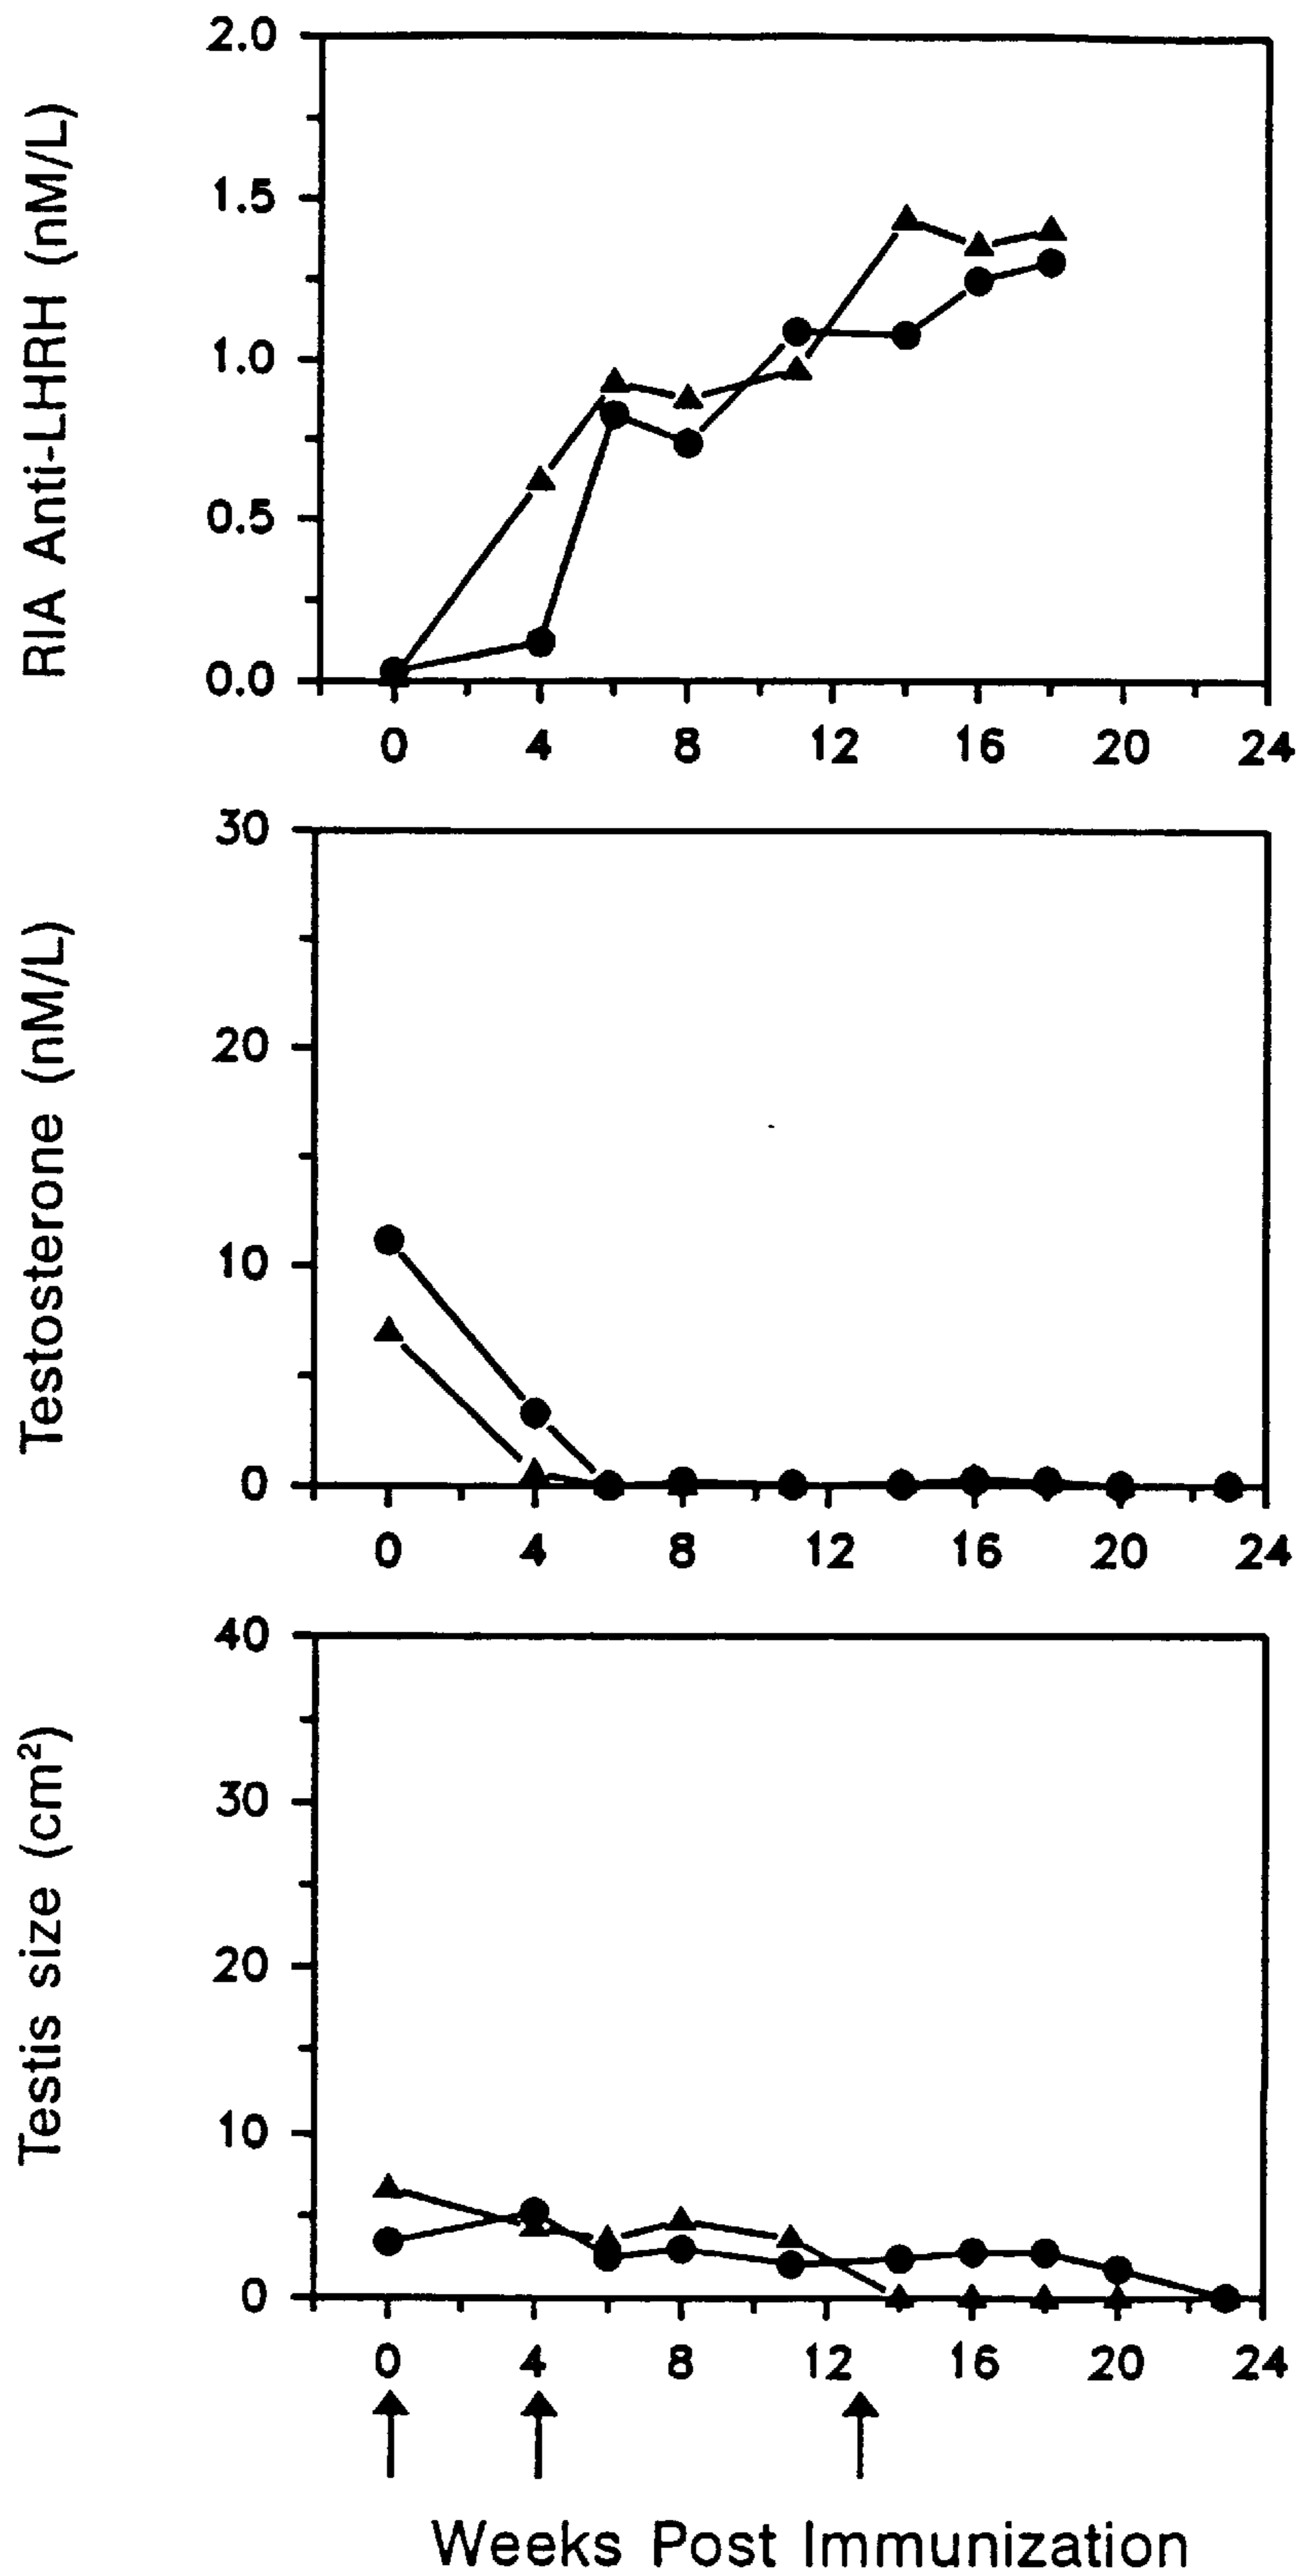 RIA Anti-LHRH (nM/L)
2.0
1.5
1.0
0.5
0.0
0 4 8 12 16 20 24
Testosterone (nM/L)
30
20
10
0
0 4 8 12 16 20 24
Testis size (cm²)
40
30
20
10
0
0 4 8 12 16 20 24
Weeks Post Immunization